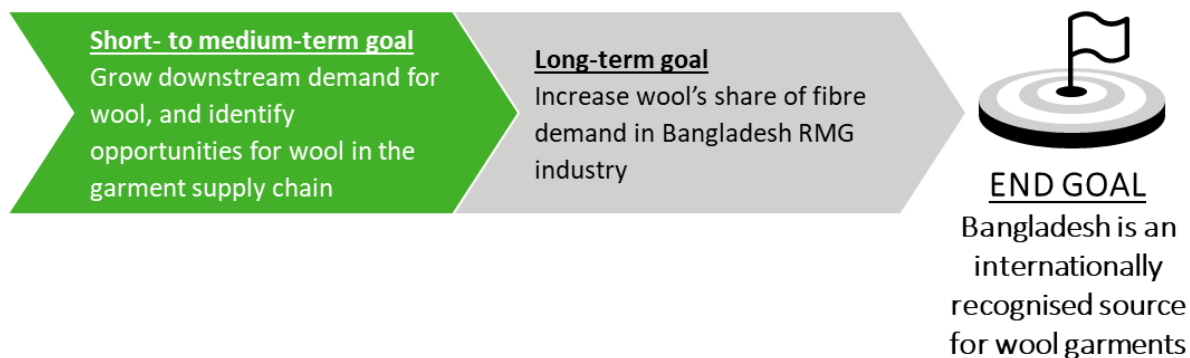 Short- to medium-term goal
Grow downstream demand for
wool, and identify
opportunities for wool in the
garment supply chain
Long-term goal
Increase wool's share of fibre
demand in Bangladesh RMG
industry
END GOAL
Bangladesh is an
internationally
recognised source
for wool garments